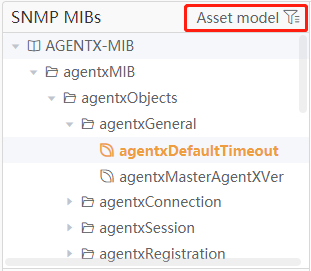 SNMP MIBs Asset model
AGENTX-MIB
agentxMIB
agentxObjects
agentxGeneral
agentxDefaultTimeout
agentxMasterAgentXVer
agentxConnection
agentxSession
agentxRegistration